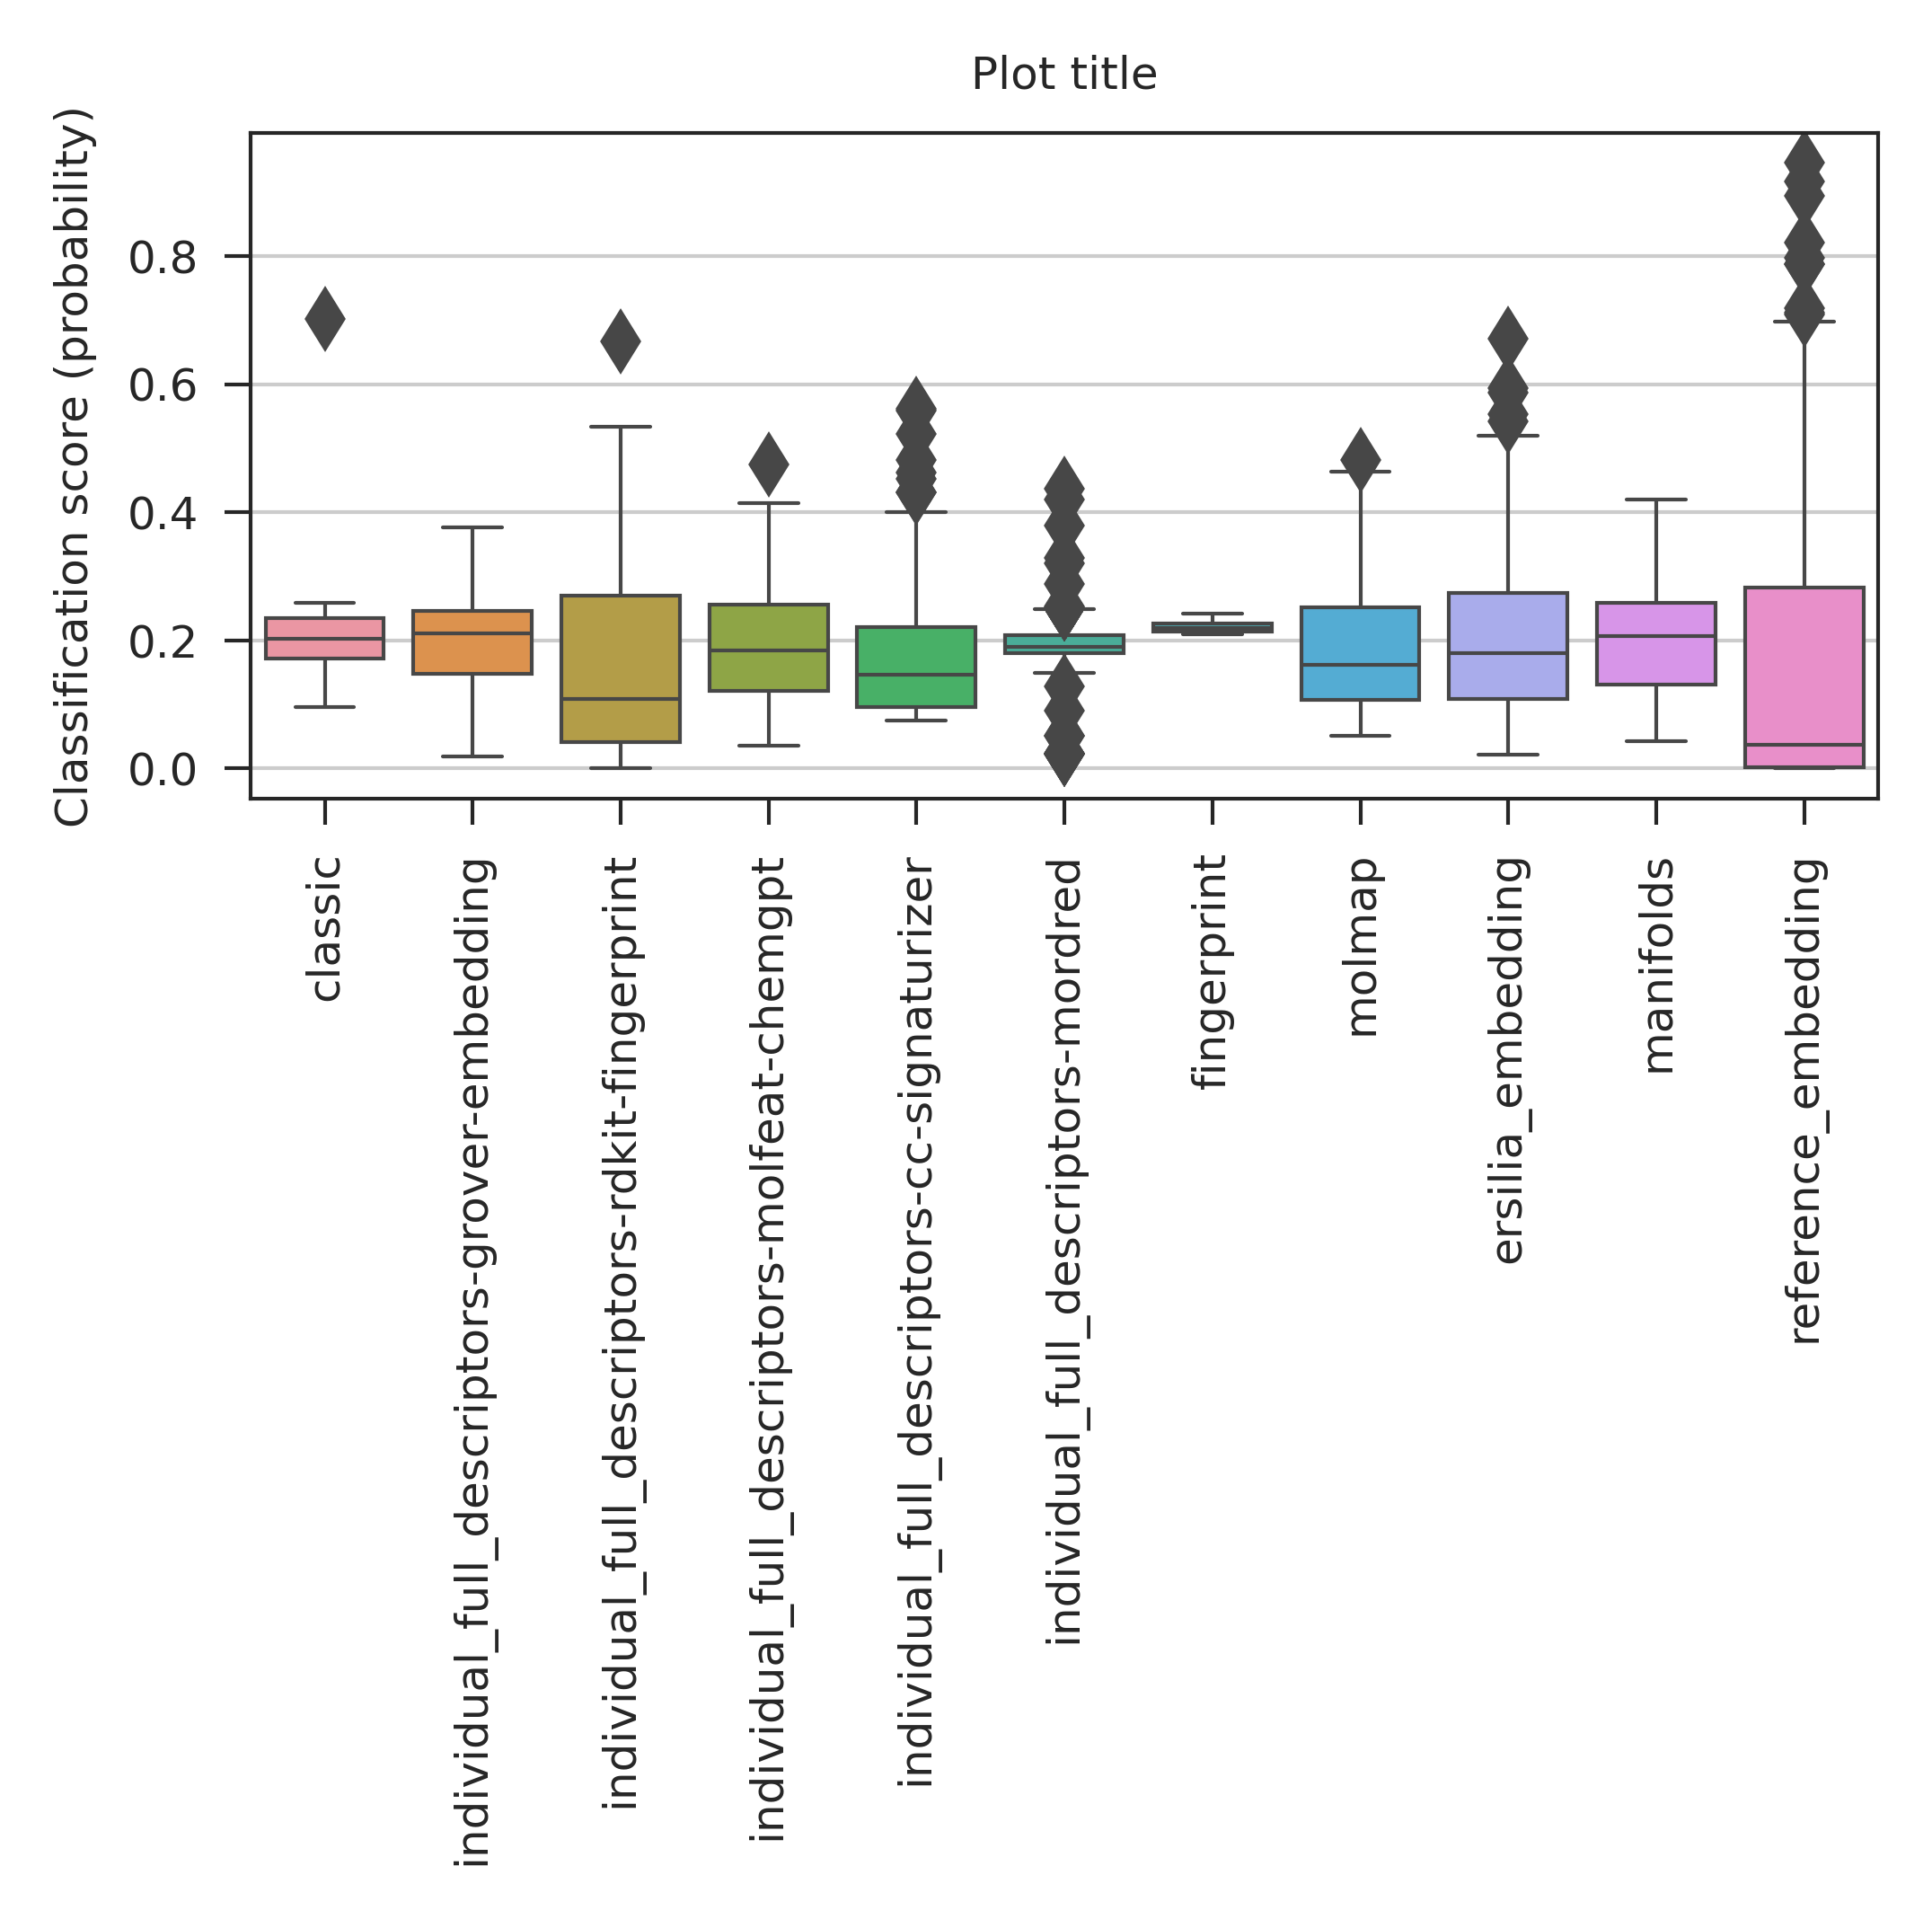 Plot title
Classification score (probability)
0.8
0.6
0.4
0.2
0.0
classic
individual_full_descriptors-grover-embedding
individual_full_descriptors-rdkit-fingerprint
individual_full_descriptors-molfeat-chemgpt
individual_full_descriptors-cc-signaturizer
individual_full_descriptors-mordred
fingerprint
molmap
ersilia_embedding
manifolds
reference_embedding